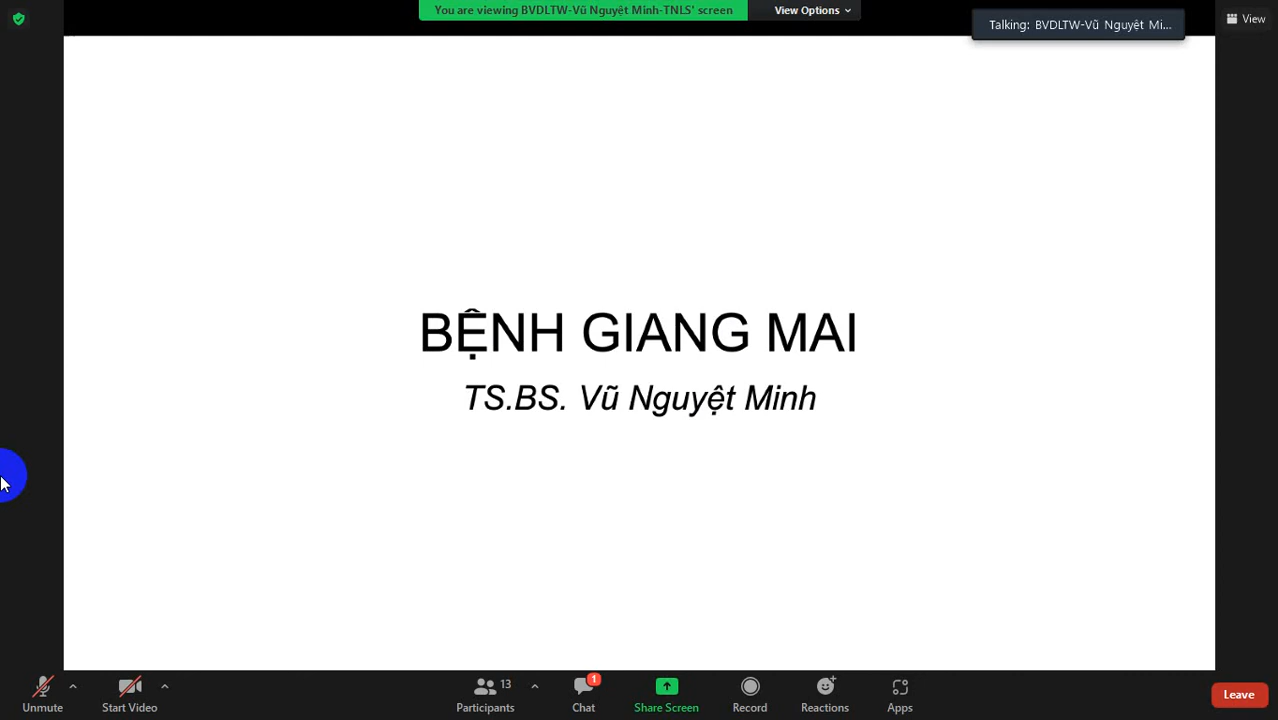 You are viewing BVDLTW-Vũ Nguyệt Minh-TNLS' screen
View Options
Talking: BVDLTW-Vũ Nguyệt Mi...
View
BỆNH GIANG MAI
TS.BS. Vũ Nguyệt Minh
Unmute
Start Video
Participants
13
Chat
1
Share Screen
Record
Reactions
Apps
Leave